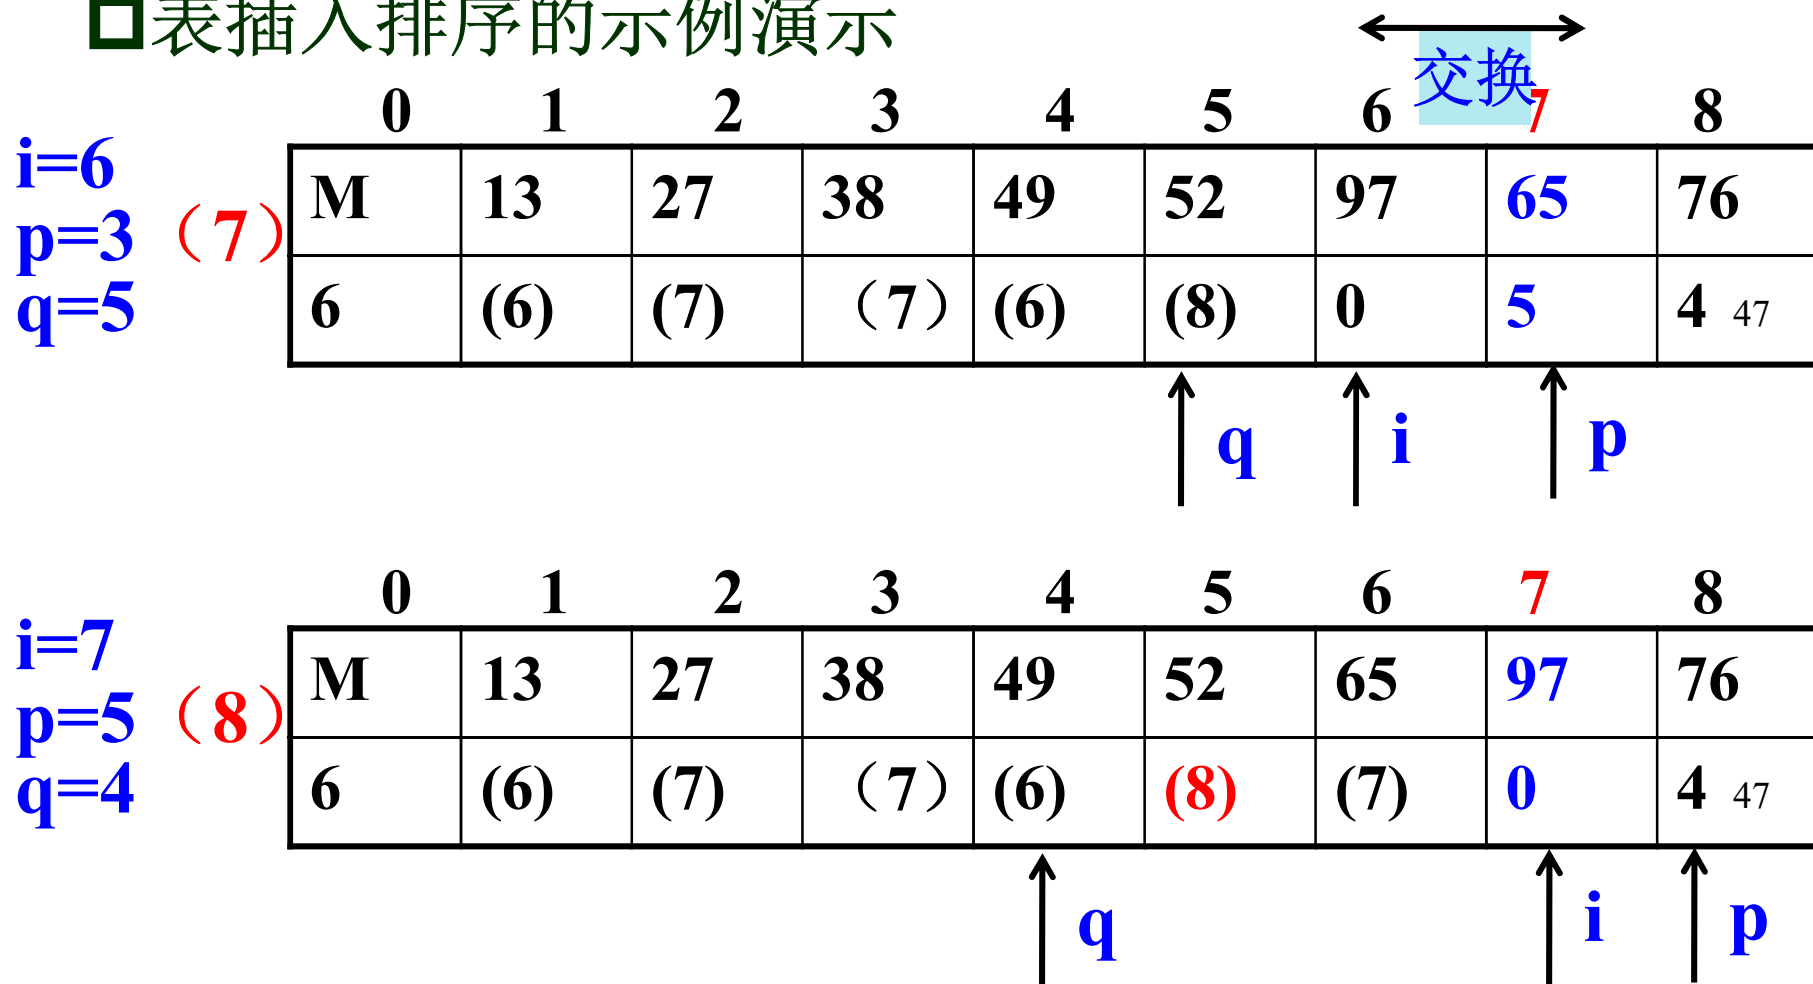 表插入排序的示例演示
交换
0 1 2 3 4 5 6 7 8
i=6
p=3 （7）
q=5
M 13 27 38 49 52 97 65 76
6 (6) (7) （7） (6) (8) 0 5 4 47
q i p
0 1 2 3 4 5 6 7 8
i=7
p=5 （8）
q=4
M 13 27 38 49 52 65 97 76
6 (6) (7) （7） (6) (8) (7) 0 4 47
q i p